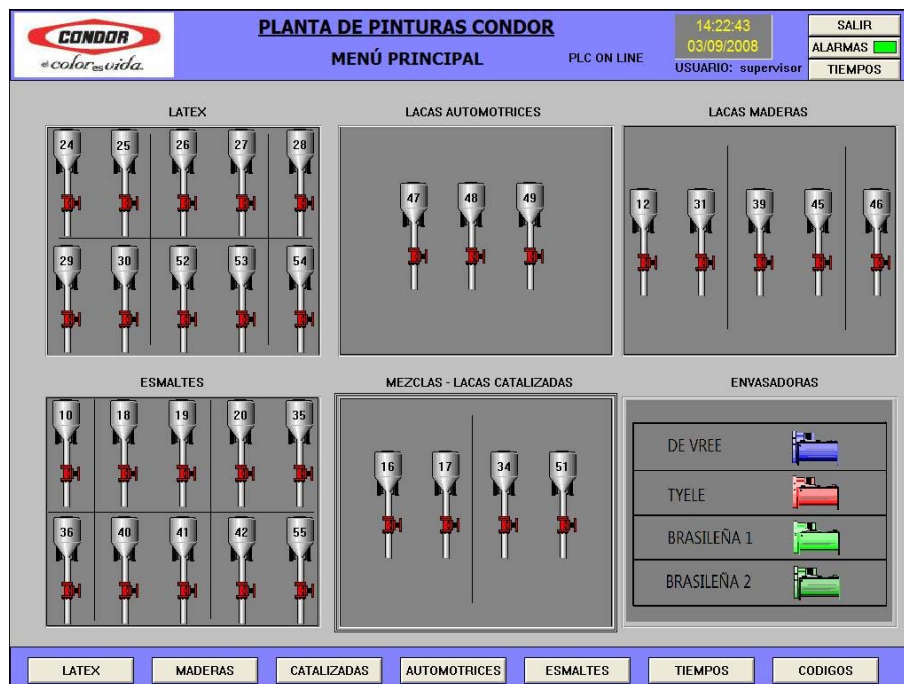 CONDOR
el color es vida.
PLANTA DE PINTURAS CONDOR
MENÚ PRINCIPAL
PLC ON LINE
14:22:43
03/09/2008
USUARIO: supervisor
SALIR
ALARMAS
TIEMPOS
LATEX
24 25 26 27 28
29 30 52 53 54
LACAS AUTOMOTRICES
47 48 49
LACAS MADERAS
12 31 39 45 46
ESMALTES
10 18 19 20 35
36 40 41 42 55
MEZCLAS - LACAS CATALIZADAS
16 17 34 51
ENVASADORAS
DE VREE
TYELE
BRASILEÑA 1
BRASILEÑA 2
LATEX MADERAS CATALIZADAS AUTOMOTRICES ESMALTES TIEMPOS CODIGOS